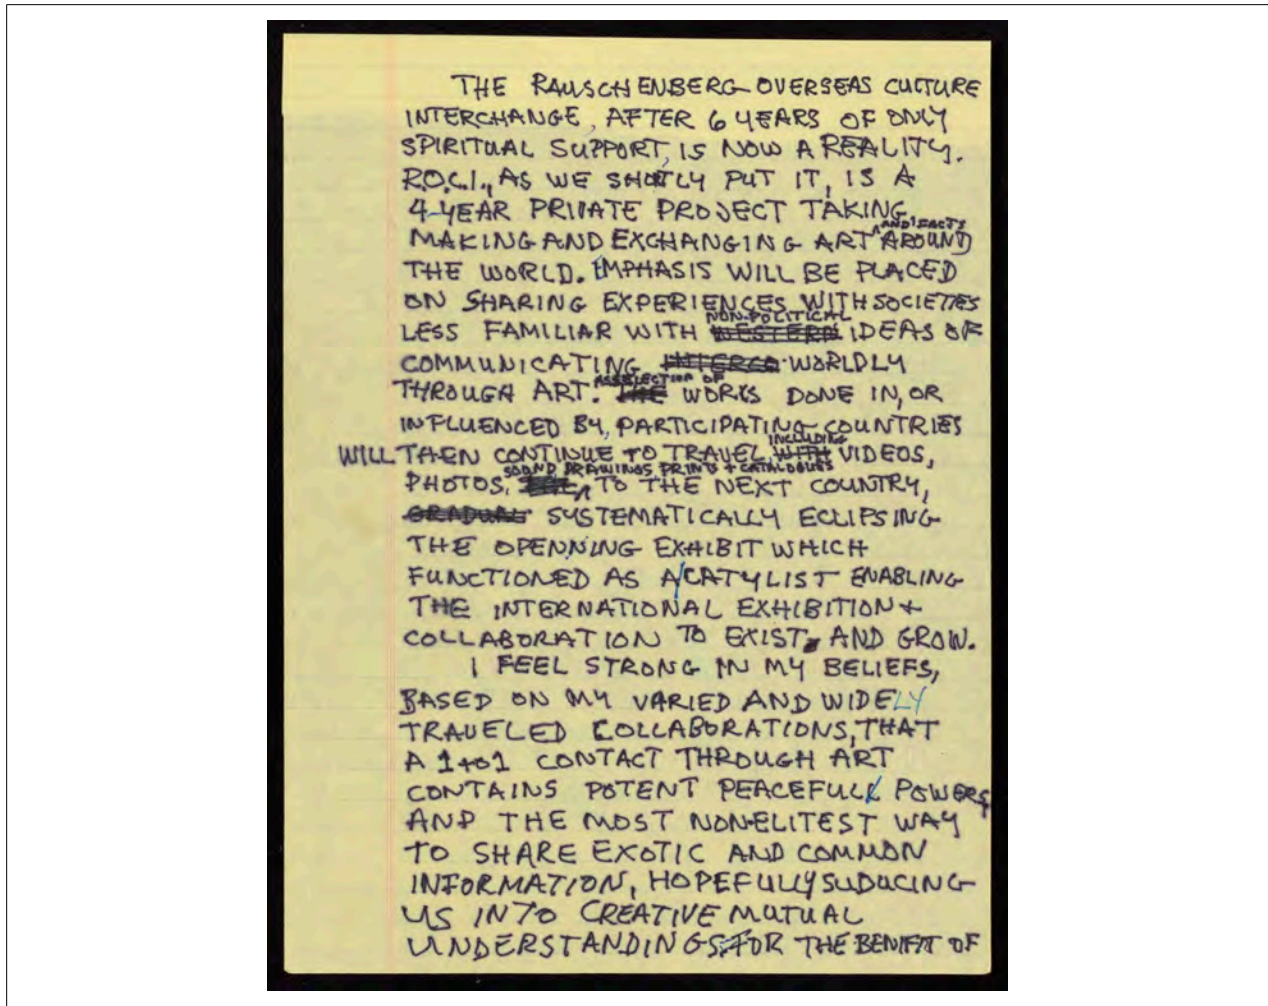 THE RAUSCHENBERG OVERSEAS CULTURE
INTERCHANGE, AFTER 6 YEARS OF ONLY
SPIRITUAL SUPPORT, IS NOW A REALITY.
R.O.C.I., AS WE SHOTLY PUT IT, IS A
4-YEAR PRIVATE PROJECT TAKING,
AND FACTS
MAKING AND EXCHANGING ART AROUND
THE WORLD. EMPHASIS WILL BE PLACED
ON SHARING EXPERIENCES WITH SOCIETIES
NON-POLITICAL
LESS FAMILIAR WITH WESTERN IDEAS OF
COMMUNICATING INTERCO WORLDLY
A SELECTION OF
THROUGH ART. THE WORKS DONE IN, OR
INFLUENCED BY, PARTICIPATING COUNTRIES
INCLUDING
WILL THEN CONTINUE TO TRAVEL, WITH VIDEOS,
SOUND DRAWINGS PRINTS + CATALOGUES
PHOTOS, TO THE NEXT COUNTRY,
GRADUAL SYSTEMATICALLY ECLIPSING
THE OPENNING EXHIBIT WHICH
FUNCTIONED AS A CATYLIST ENABLING
THE INTERNATIONAL EXHIBITION +
COLLABORATION TO EXIST AND GROW.
I FEEL STRONG IN MY BELIEFS,
BASED ON MY VARIED AND WIDELY
TRAVELED COLLABORATIONS, THAT
A 1 to 1 CONTACT THROUGH ART
CONTAINS POTENT PEACEFULL POWERS,
AND THE MOST NON-ELITEST WAY
TO SHARE EXOTIC AND COMMON
INFORMATION, HOPEFULLY SUDUCING
US INTO CREATIVE MUTUAL
UNDERSTANDINGS FOR THE BENIFIT OF